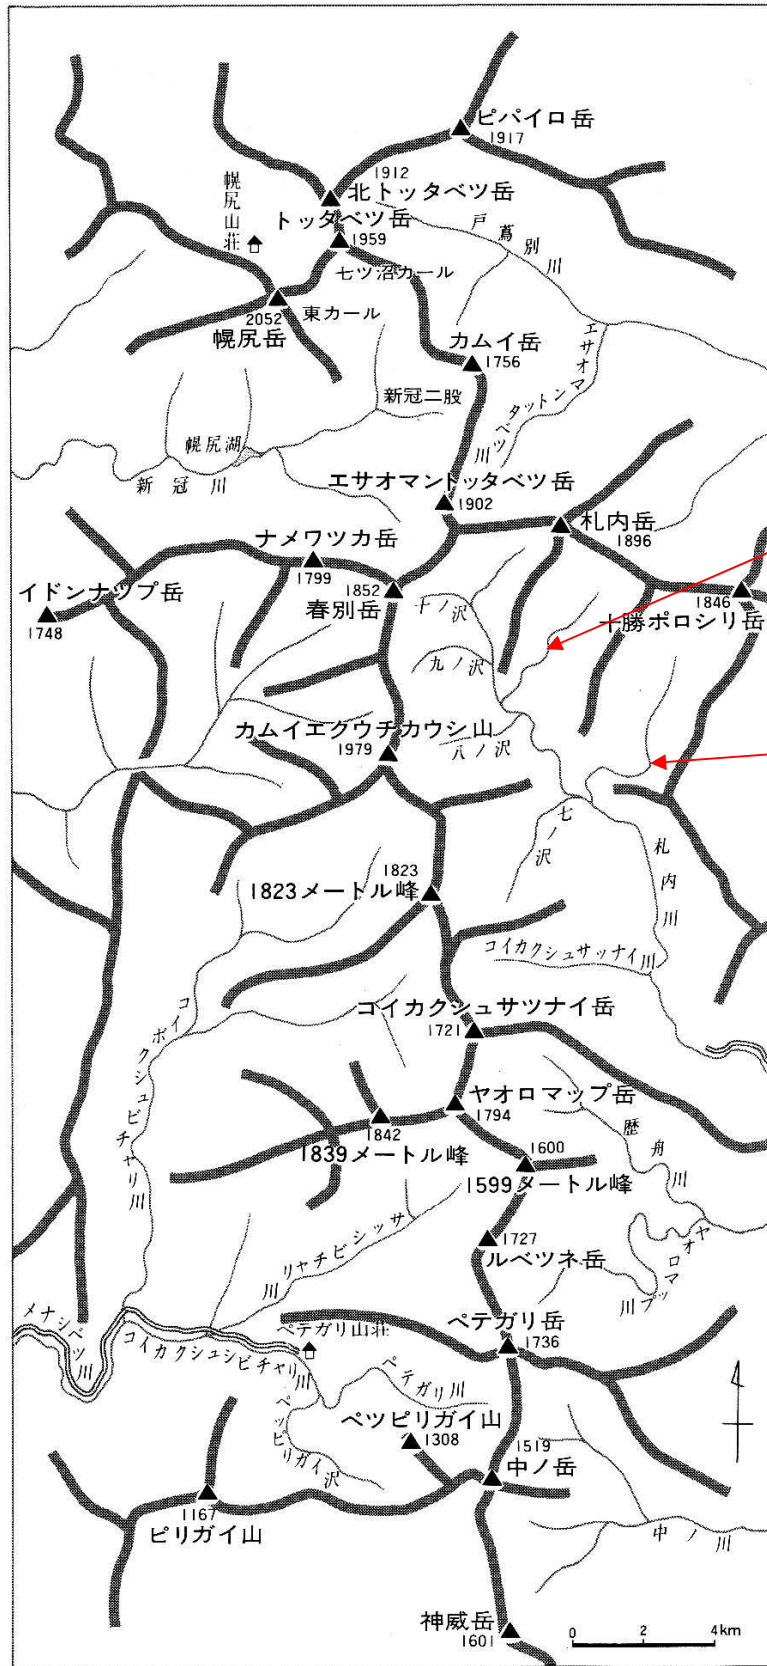 ピパイロ岳
1917
1912
北トッタベツ岳
幌尻山荘
トッタベツ岳
1959
戸蔦別川
七ツ沼カール
2052
東カール
幌尻岳
カムイ岳
1756
エサオマンタットベツ川
新冠二股
幌尻湖
新冠川
エサオマントッタベツ岳
1902
札内岳
1896
ナメワツカ岳
1799
イドンナップ岳
1748
1852
春別岳
十ノ沢
1846
十勝ポロシリ岳
九ノ沢
カムイエクウチカウシ山
1979
八ノ沢
七ノ沢
札内川
1823
1823メートル峰
コイカクシュサッナイ川
コイカクシュサツナイ岳
1721
コイボクシュビチャリ川
ヤオロマップ岳
1794
1842
1839メートル峰
1600
1599メートル峰
歴舟川
1727
ルベツネ岳
ヤオロマップ川
サッシビチャリ川
メナシベツ川
コイカクシュシビチャリ川
ペテガリ山荘
ペテガリ岳
1736
ペテガリ川
ペッピリガイ沢
ペツピリガイ山
1308
1519
中ノ岳
1167
ピリガイ山
中ノ川
神威岳
1601
0 2 4km